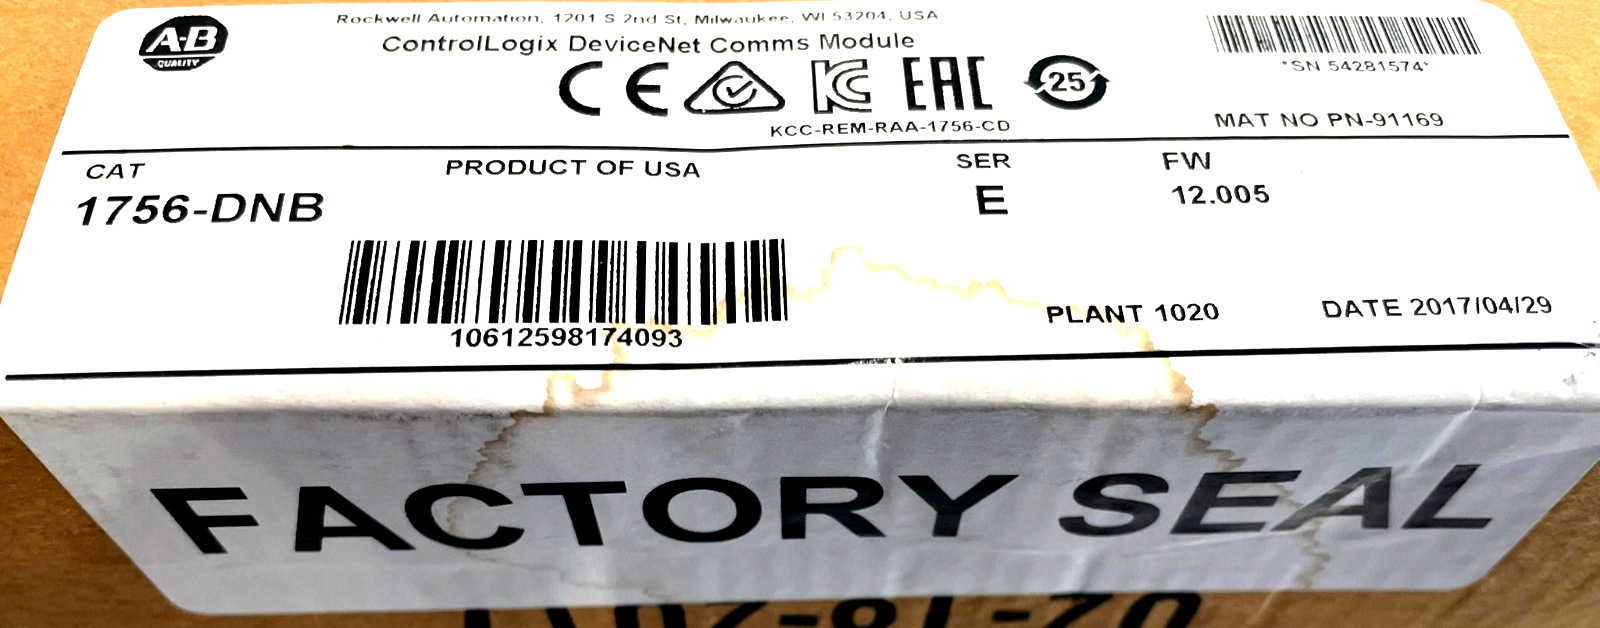 A-B
QUALITY
Rockwell Automation, 1201 S 2nd St, Milwaukee, WI 53204, USA
ControlLogix DeviceNet Comms Module
CE
KC
EAC
25
KCC-REM-RAA-1756-CD
*SN 54281574*
MAT NO PN-91169
CAT
PRODUCT OF USA
SER
FW
1756-DNB
E
12.005
10612598174093
PLANT 1020
DATE 2017/04/29
FACTORY SEAL